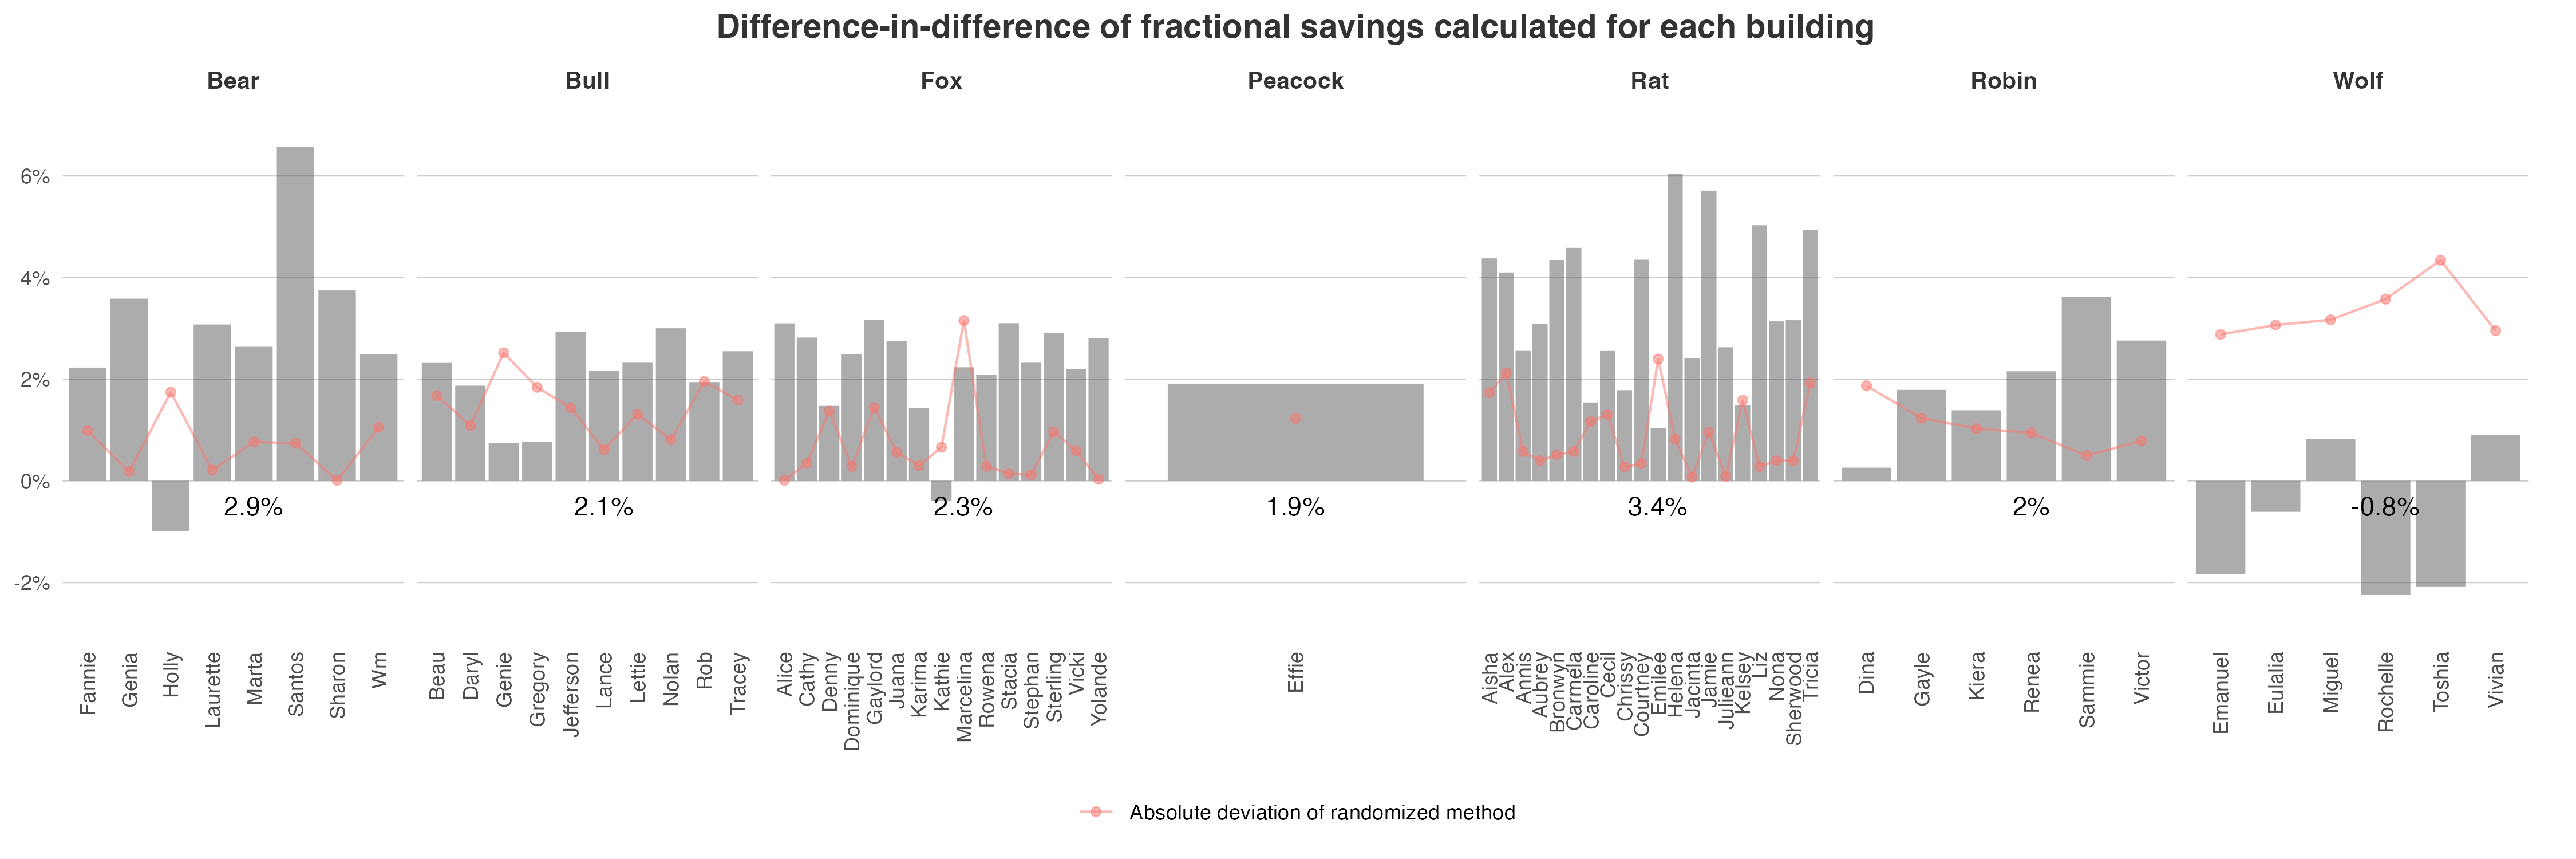 Difference-in-difference of fractional savings calculated for each building
Bear Bull Fox Peacock Rat Robin Wolf
6%
4%
2%
0%
-2%
2.9% 2.1% 2.3% 1.9% 3.4% 2% -0.8%
Fannie Genia Holly Laurette Marta Santos Sharon Wm Beau Daryl Genie Gregory Jefferson Lance Lettie Nolan Rob Tracey Alice Cathy Denny Dominique Gaylord Juana Karima Kathie Marcelina Rowena Stacia Stephan Sterling Vicki Yolande Effie Aisha Alex Annis Aubrey Bronwyn Carmela Caroline Cecil Chrissy Courtney Emilee Helena Jacinta Jamie Julieann Kelsey Liz Nona Sherwood Tricia Dina Gayle Kiera Renea Sammie Victor Emanuel Eulalia Miguel Rochelle Toshia Vivian
Absolute deviation of randomized method